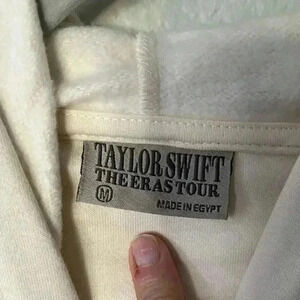 TAYLOR SWIFT
THE ERAS TOUR
M
MADE IN EGYPT